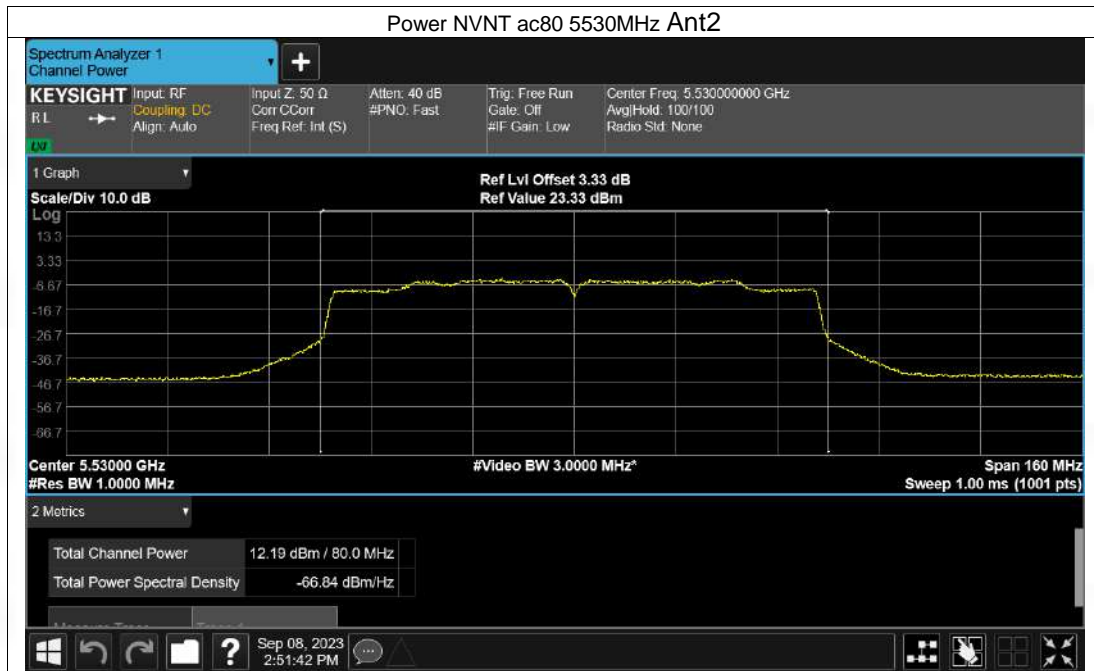 Power NVNT ac80 5530MHz Ant2
Spectrum Analyzer 1
Channel Power
KEYSIGHT
RL
LXI
Input: RF
Coupling: DC
Align: Auto
Input Z: 50 Ω
Corr CCorr
Freq Ref: Int (S)
Atten: 40 dB
#PNO: Fast
Trig: Free Run
Gate: Off
#IF Gain: Low
Center Freq: 5.530000000 GHz
Avg|Hold: 100/100
Radio Std: None
1 Graph
Scale/Div 10.0 dB
Ref Lvl Offset 3.33 dB
Ref Value 23.33 dBm
Log
13.3
3.33
-6.67
-16.7
-26.7
-36.7
-46.7
-56.7
-66.7
Center 5.53000 GHz
#Video BW 3.0000 MHz*
Span 160 MHz
#Res BW 1.0000 MHz
Sweep 1.00 ms (1001 pts)
2 Metrics
Total Channel Power 12.19 dBm / 80.0 MHz
Total Power Spectral Density -66.84 dBm/Hz
Sep 08, 2023
2:51:42 PM